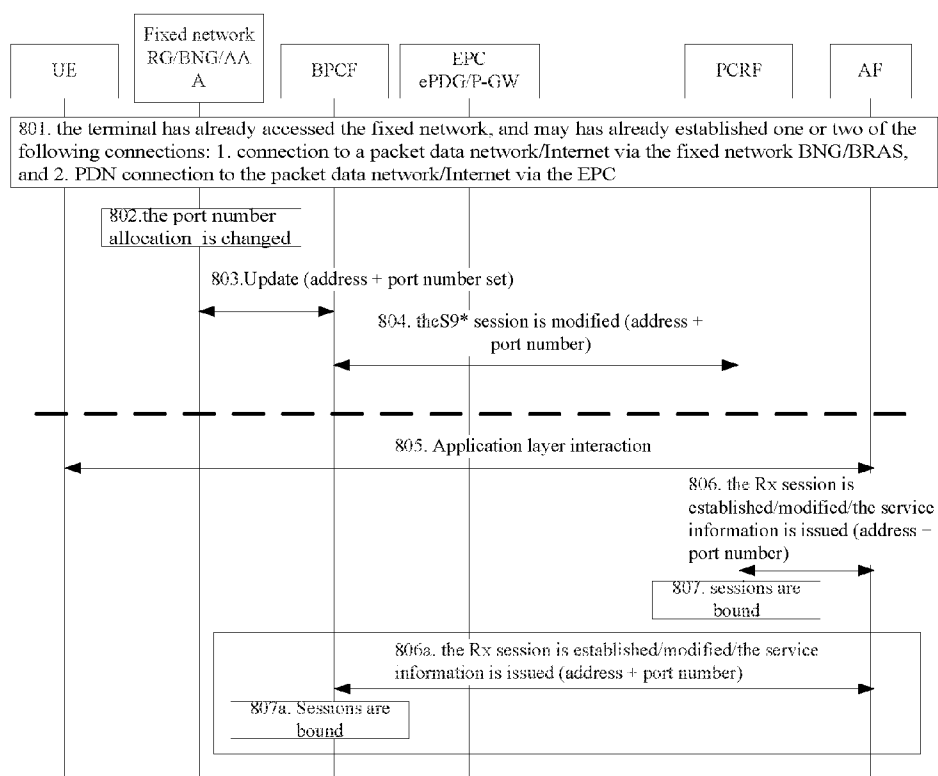 Fixed network
RG/BNG/AA
A
UE
BPCF
EPC
ePDG/P-GW
PCRF
AF
801. the terminal has already accessed the fixed network, and may has already established one or two of the
following connections: 1. connection to a packet data network/Internet via the fixed network BNG/BRAS,
and 2. PDN connection to the packet data network/Internet via the EPC
802.the port number
allocation is changed
803.Update (address + port number set)
804. theS9* session is modified (address +
port number)
805. Application layer interaction
806. the Rx session is
established/modified/the service
information is issued (address −
port number)
807. sessions are
bound
806a. the Rx session is established/modified/the service
information is issued (address + port number)
807a. Sessions are
bound